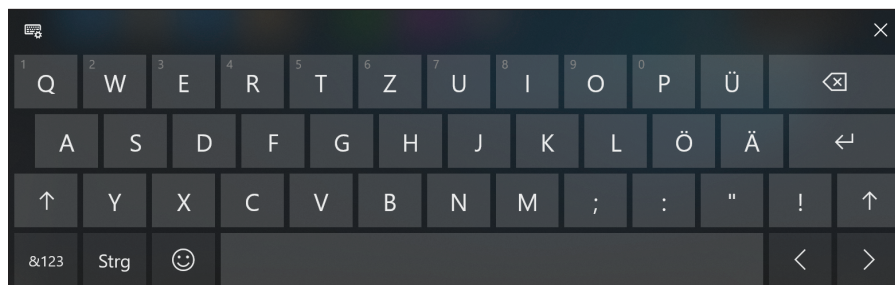 1 2 3 4 5 6 7 8 9 0
Q W E R T Z U I O P Ü
A S D F G H J K L Ö Ä
Y X C V B N M ; : " !
&123 Strg